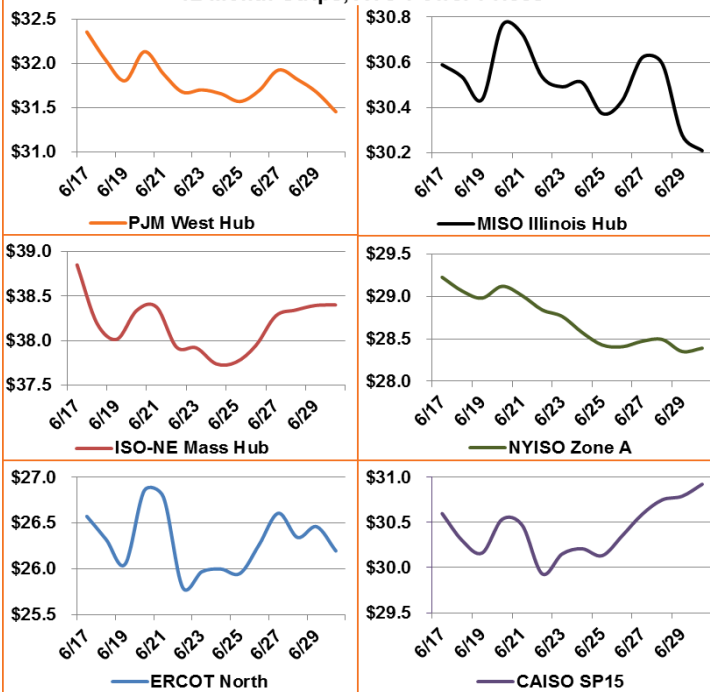 $32.5
$32.0
$31.5
$31.0
6/17 6/19 6/21 6/23 6/25 6/27 6/29
PJM West Hub
$30.8
$30.6
$30.4
$30.2
6/17 6/19 6/21 6/23 6/25 6/27 6/29
MISO Illinois Hub
$39.0
$38.5
$38.0
$37.5
6/17 6/19 6/21 6/23 6/25 6/27 6/29
ISO-NE Mass Hub
$29.5
$29.0
$28.5
$28.0
6/17 6/19 6/21 6/23 6/25 6/27 6/29
NYISO Zone A
$27.0
$26.5
$26.0
$25.5
6/17 6/19 6/21 6/23 6/25 6/27 6/29
ERCOT North
$31.0
$30.5
$30.0
$29.5
6/17 6/19 6/21 6/23 6/25 6/27 6/29
CAISO SP15